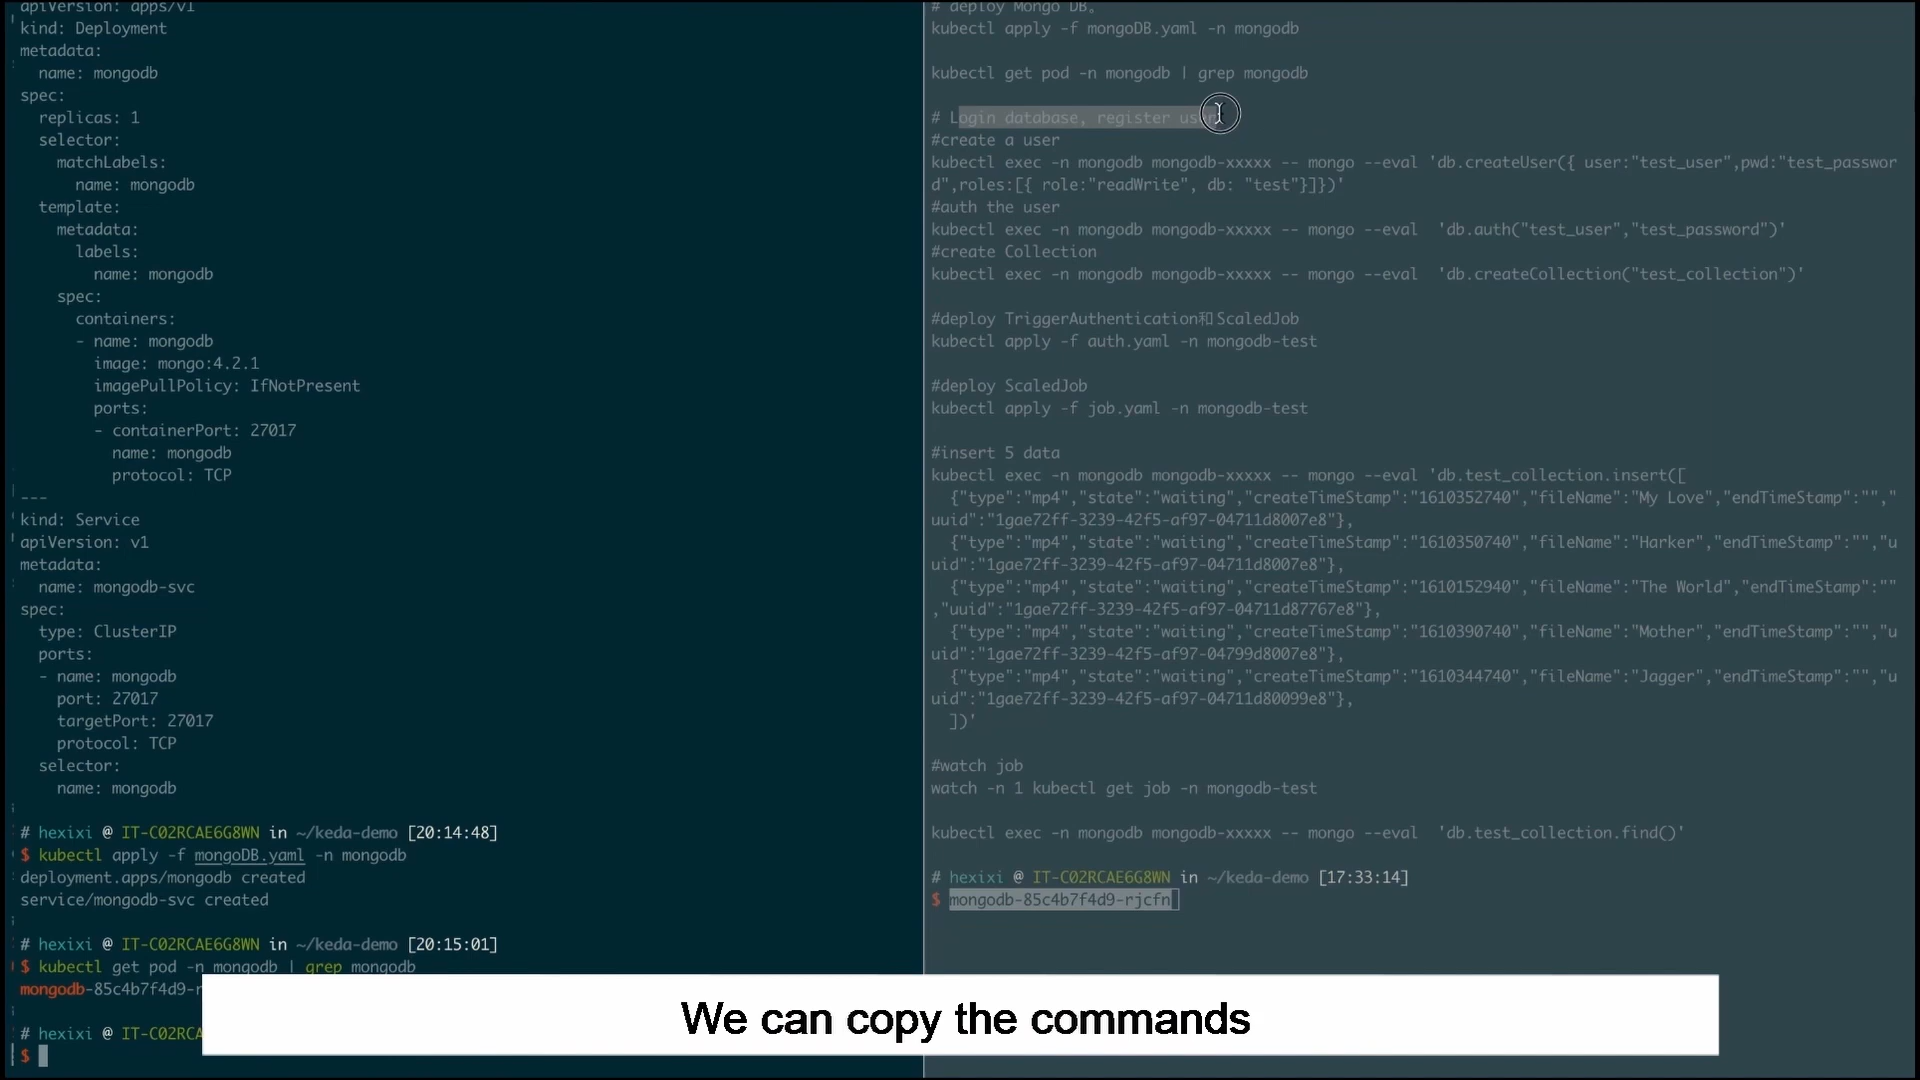 apiVersion: apps/v1
kind: Deployment
metadata:
  name: mongodb
spec:
  replicas: 1
  selector:
    matchLabels:
      name: mongodb
  template:
    metadata:
      labels:
        name: mongodb
    spec:
      containers:
      - name: mongodb
        image: mongo:4.2.1
        imagePullPolicy: IfNotPresent
        ports:
        - containerPort: 27017
          name: mongodb
          protocol: TCP
---
kind: Service
apiVersion: v1
metadata:
  name: mongodb-svc
spec:
  type: ClusterIP
  ports:
  - name: mongodb
    port: 27017
    targetPort: 27017
    protocol: TCP
  selector:
    name: mongodb
# hexixi @ IT-C02RCAE6G8WN in ~/keda-demo [20:14:48]
$ kubectl apply -f mongoDB.yaml -n mongodb
deployment.apps/mongodb created
service/mongodb-svc created
# hexixi @ IT-C02RCAE6G8WN in ~/keda-demo [20:15:01]
$ kubectl get pod -n mongodb | grep mongodb
mongodb-85c4b7f4d9-r
# hexixi @ IT-C02RCA
$
# deploy Mongo DB。
kubectl apply -f mongoDB.yaml -n mongodb
kubectl get pod -n mongodb | grep mongodb
# Login database, register user
#create a user
kubectl exec -n mongodb mongodb-xxxxx -- mongo --eval 'db.createUser({ user:"test_user",pwd:"test_passwor
d",roles:[{ role:"readWrite", db: "test"}]})'
#auth the user
kubectl exec -n mongodb mongodb-xxxxx -- mongo --eval  'db.auth("test_user","test_password")'
#create Collection
kubectl exec -n mongodb mongodb-xxxxx -- mongo --eval  'db.createCollection("test_collection")'
#deploy TriggerAuthentication和ScaledJob
kubectl apply -f auth.yaml -n mongodb-test
#deploy ScaledJob
kubectl apply -f job.yaml -n mongodb-test
#insert 5 data
kubectl exec -n mongodb mongodb-xxxxx -- mongo --eval 'db.test_collection.insert([
  {"type":"mp4","state":"waiting","createTimeStamp":"1610352740","fileName":"My Love","endTimeStamp":"","
uuid":"1gae72ff-3239-42f5-af97-04711d8007e8"},
  {"type":"mp4","state":"waiting","createTimeStamp":"1610350740","fileName":"Harker","endTimeStamp":"","u
uid":"1gae72ff-3239-42f5-af97-04711d8007e8"},
  {"type":"mp4","state":"waiting","createTimeStamp":"1610152940","fileName":"The World","endTimeStamp":""
,"uuid":"1gae72ff-3239-42f5-af97-04711d87767e8"},
  {"type":"mp4","state":"waiting","createTimeStamp":"1610390740","fileName":"Mother","endTimeStamp":"","u
uid":"1gae72ff-3239-42f5-af97-04799d8007e8"},
  {"type":"mp4","state":"waiting","createTimeStamp":"1610344740","fileName":"Jagger","endTimeStamp":"","u
uid":"1gae72ff-3239-42f5-af97-04711d80099e8"},
  ])'
#watch job
watch -n 1 kubectl get job -n mongodb-test
kubectl exec -n mongodb mongodb-xxxxx -- mongo --eval  'db.test_collection.find()'
# hexixi @ IT-C02RCAE6G8WN in ~/keda-demo [17:33:14]
$ mongodb-85c4b7f4d9-rjcfn
We can copy the commands